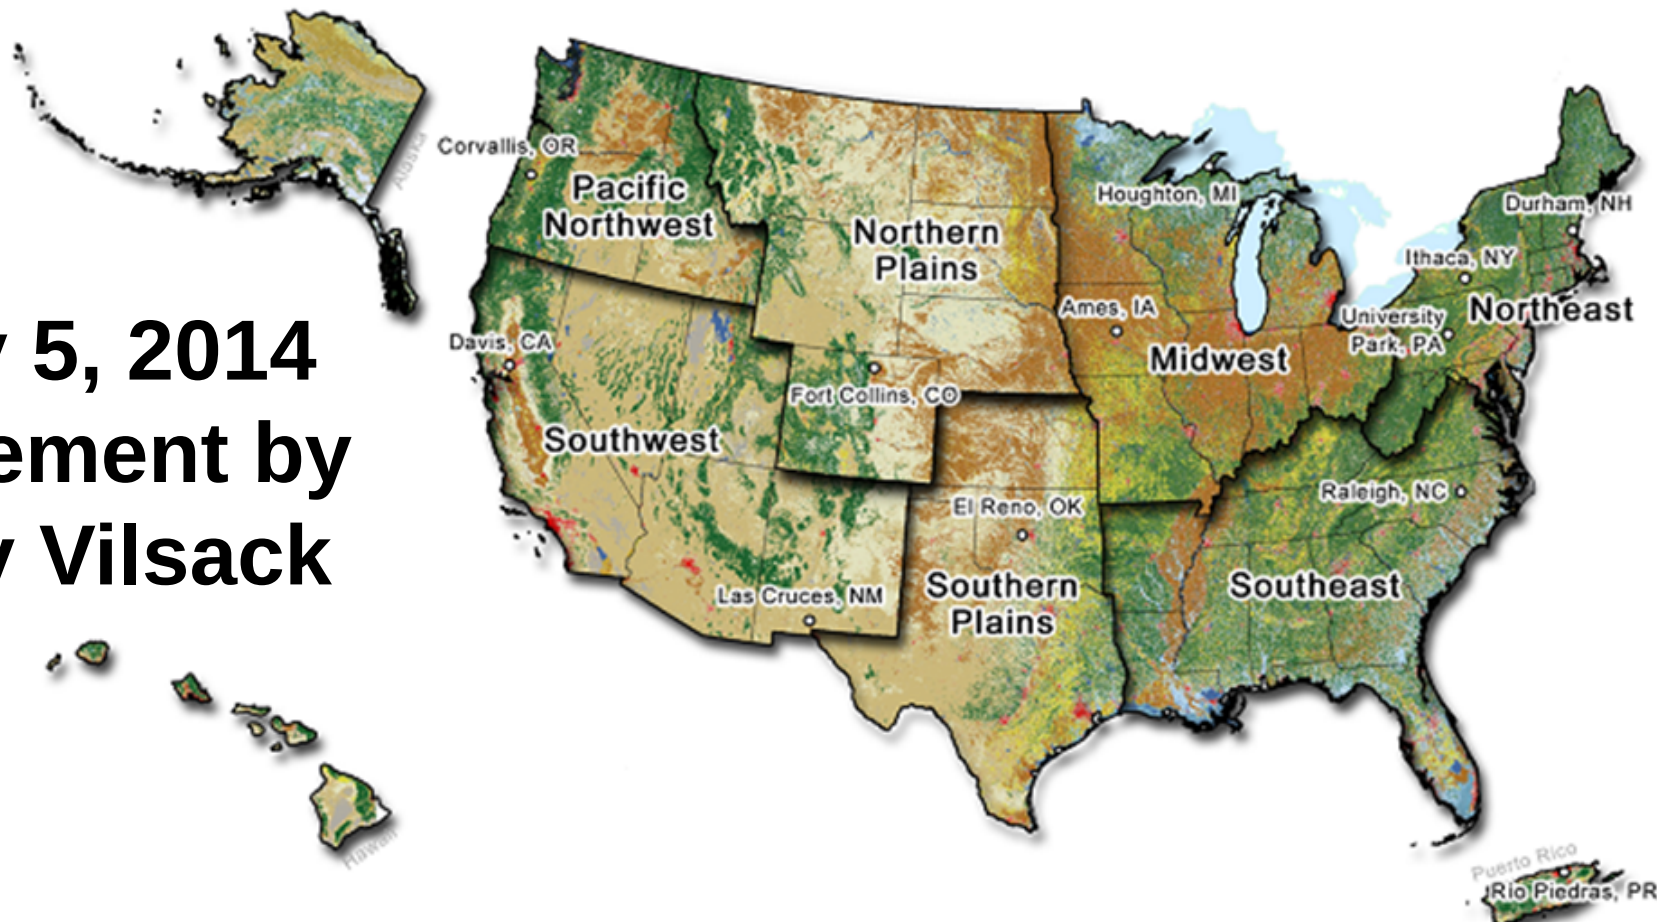 Alaska
Corvallis, OR
Pacific
Northwest
Northern
Plains
Houghton, MI
Durham, NH
Ithaca, NY
Northeast
University
Park, PA
Ames, IA
Midwest
5, 2014
Davis, CA
Fort Collins, CO
by
Southwest
El Reno, OK
Raleigh, NC
Vilsack
Southern
Plains
Southeast
Las Cruces, NM
Hawaii
Puerto Rico
Rio Piedras, PR